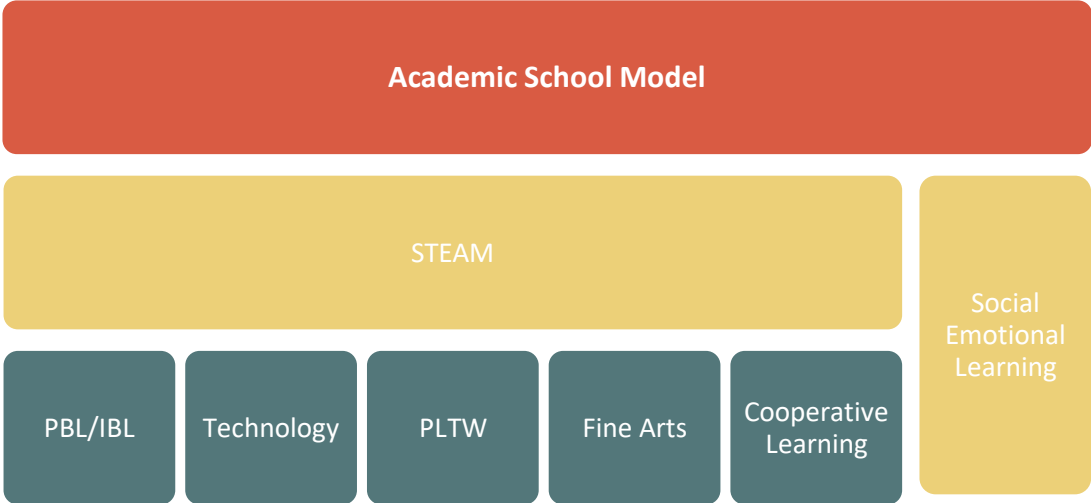 Academic School Model
STEAM
Social
Emotional
Learning
PBL/IBL
Technology
PLTW
Fine Arts
Cooperative
Learning